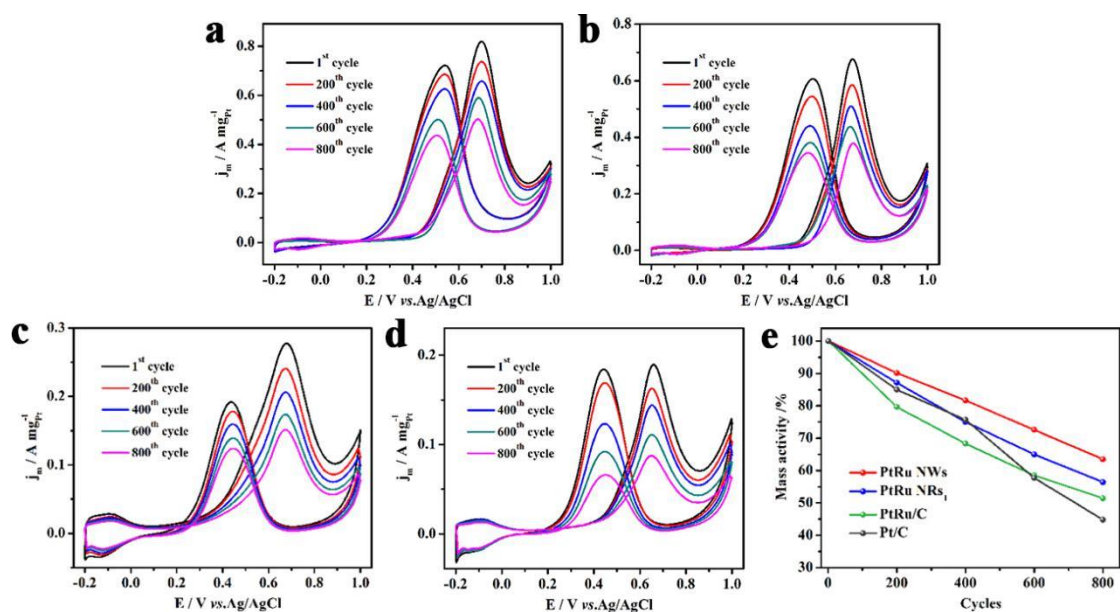 a
1st cycle
200th cycle
400th cycle
600th cycle
800th cycle
jm / A mg-1Pt
0.8
0.6
0.4
0.2
0.0
-0.2 0.0 0.2 0.4 0.6 0.8 1.0
E / V vs.Ag/AgCl
b
1st cycle
200th cycle
400th cycle
600th cycle
800th cycle
jm / A mg-1Pt
0.8
0.6
0.4
0.2
0.0
-0.2 0.0 0.2 0.4 0.6 0.8 1.0
E / V vs.Ag/AgCl
c
1st cycle
200th cycle
400th cycle
600th cycle
800th cycle
jm / A mg-1Pt
0.3
0.2
0.1
0.0
-0.2 0.0 0.2 0.4 0.6 0.8 1.0
E / V vs.Ag/AgCl
d
1st cycle
200th cycle
400th cycle
600th cycle
800th cycle
jm / A mg-1Pt
0.2
0.1
0.0
-0.2 0.0 0.2 0.4 0.6 0.8 1.0
E / V vs.Ag/AgCl
e
Mass activity /%
100
90
80
70
60
50
40
30
PtRu NWs
PtRu NRs1
PtRu/C
Pt/C
0 200 400 600 800
Cycles